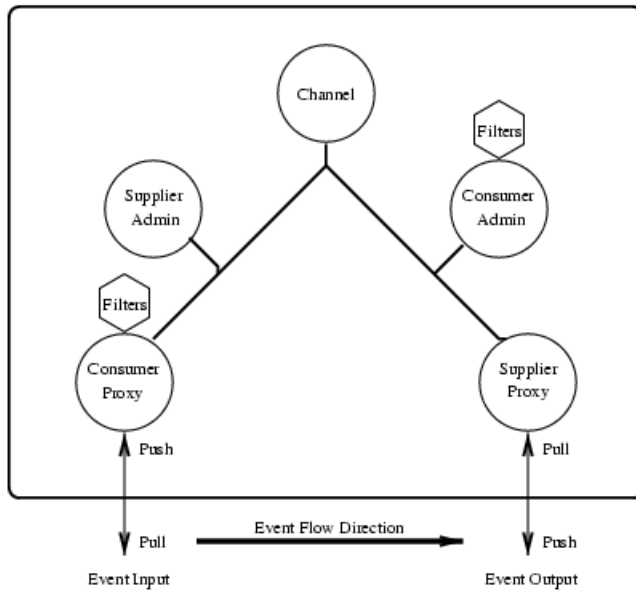 Channel
Filters
Supplier
Admin
Consumer
Admin
Filters
Consumer
Proxy
Supplier
Proxy
Push
Pull
Event Flow Direction
Pull
Push
Event Input
Event Output